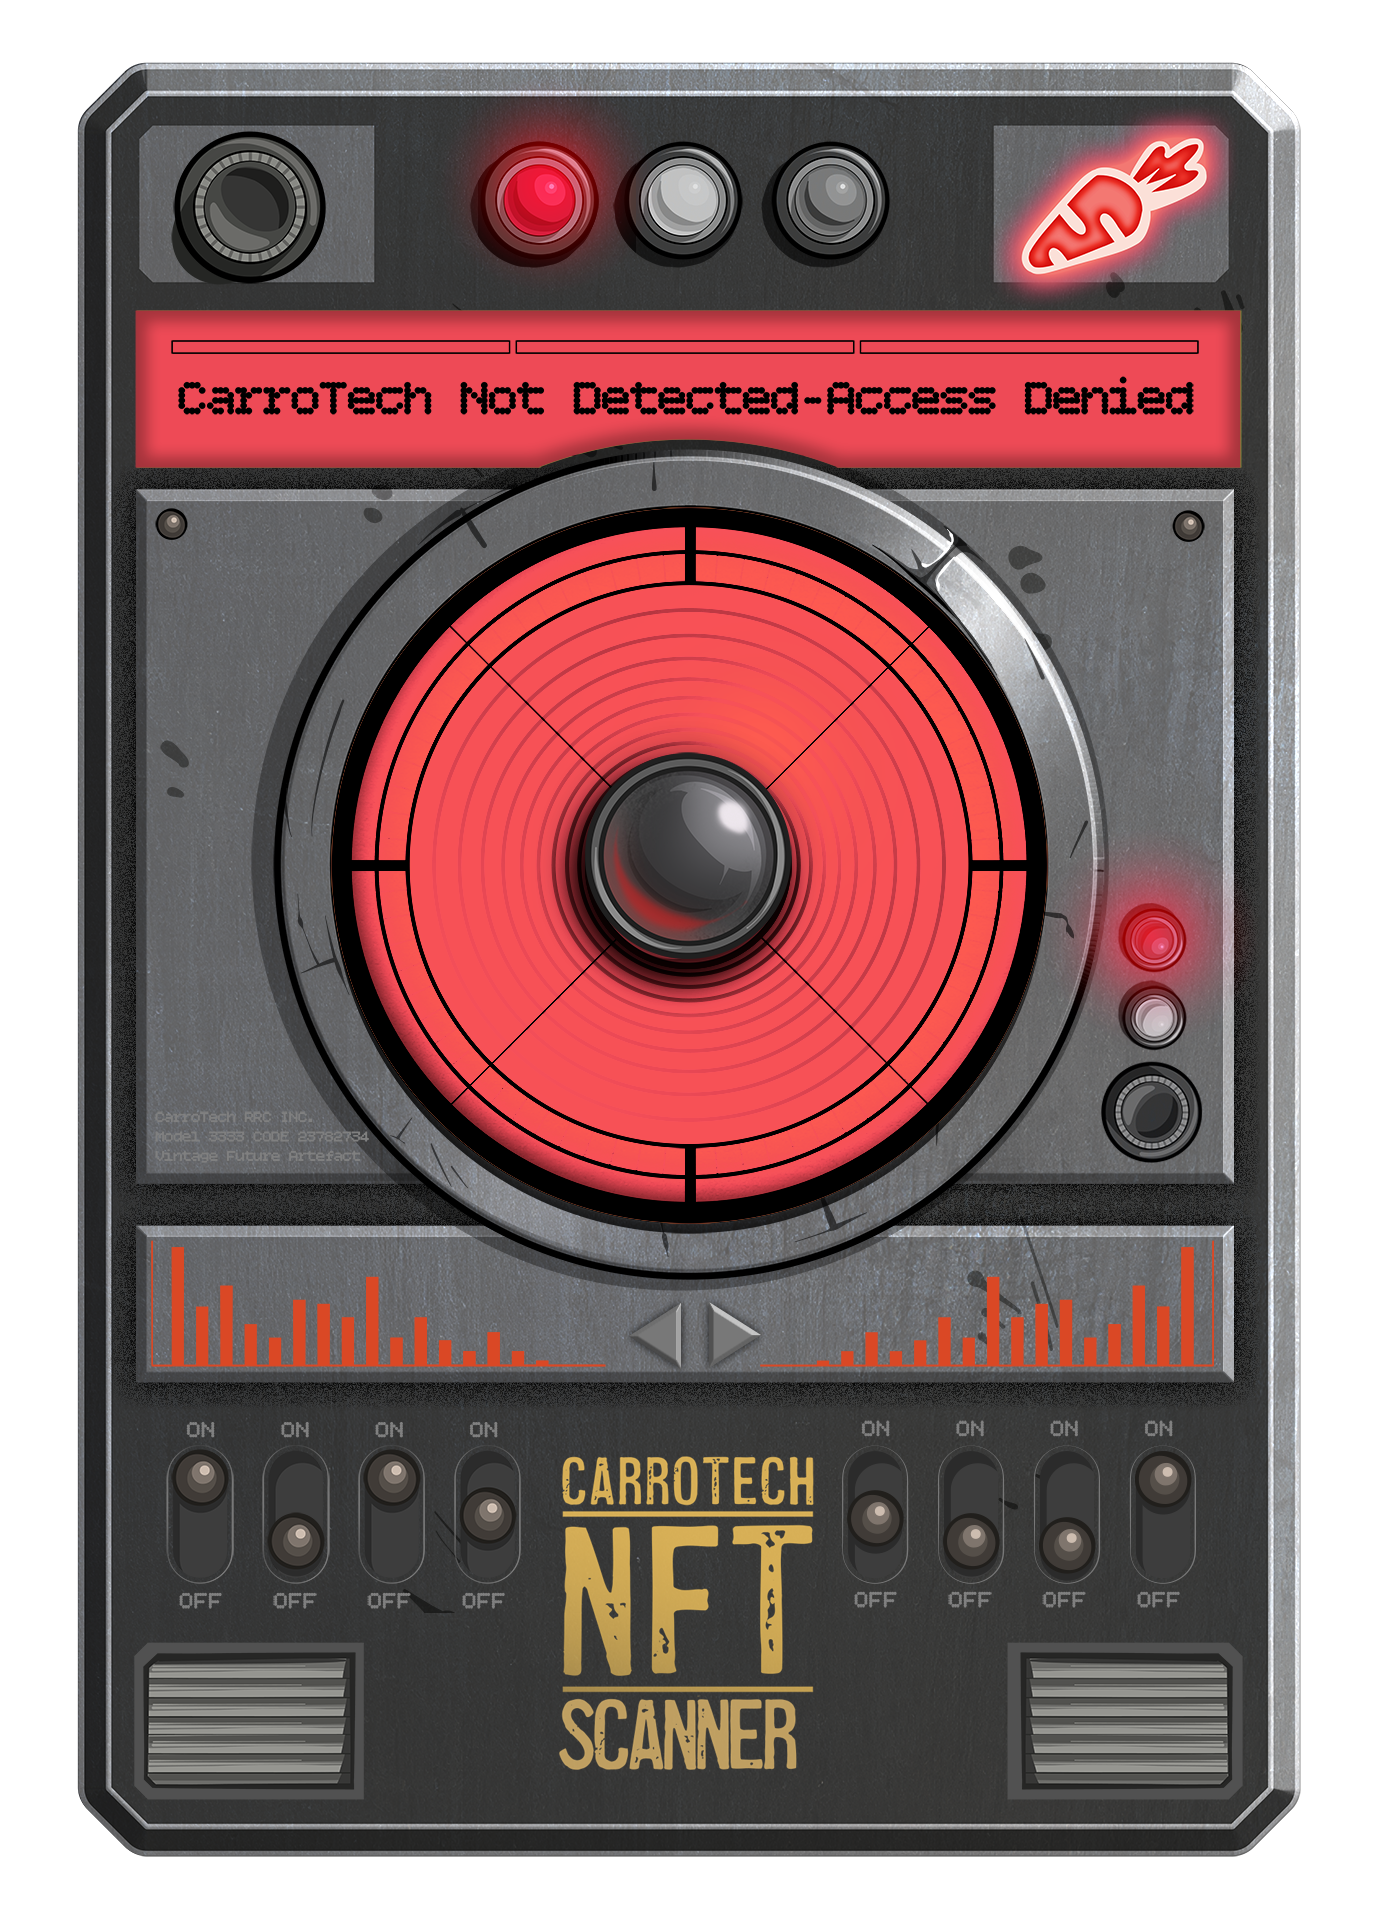 CarroTech Not Detected-Access Denied
CarroTech RRC INC.
Model 3333 CODE 23782734
Vintage Future Artefact
ON ON ON ON ON ON ON ON
OFF OFF OFF OFF OFF OFF OFF OFF
CARROTECH
NFT
SCANNER